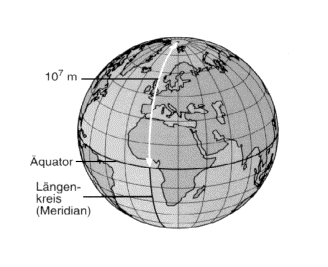 10⁷ m
Äquator
Längen-
kreis
(Meridian)